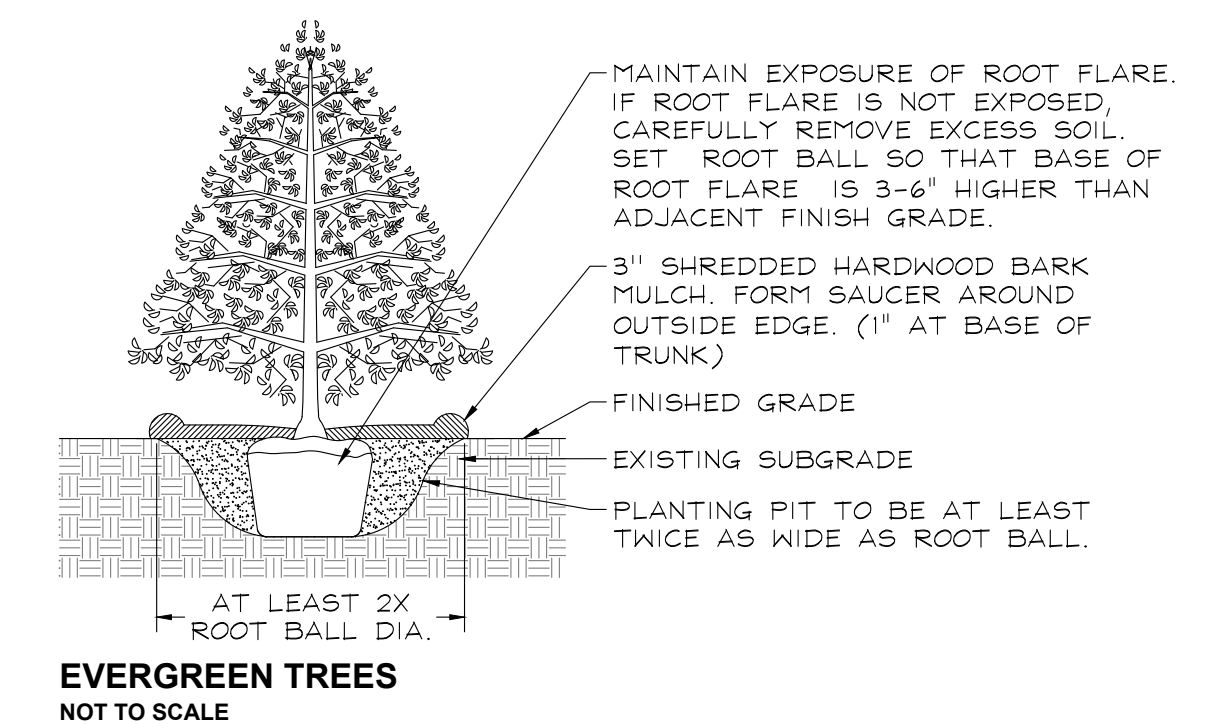 MAINTAIN EXPOSURE OF ROOT FLARE.
IF ROOT FLARE IS NOT EXPOSED,
CAREFULLY REMOVE EXCESS SOIL.
SET ROOT BALL SO THAT BASE OF
ROOT FLARE IS 3-6" HIGHER THAN
ADJACENT FINISH GRADE.
3" SHREDDED HARDWOOD BARK
MULCH. FORM SAUCER AROUND
OUTSIDE EDGE. (1" AT BASE OF
TRUNK)
FINISHED GRADE
EXISTING SUBGRADE
PLANTING PIT TO BE AT LEAST
TWICE AS WIDE AS ROOT BALL.
AT LEAST 2X
ROOT BALL DIA.
EVERGREEN TREES
NOT TO SCALE